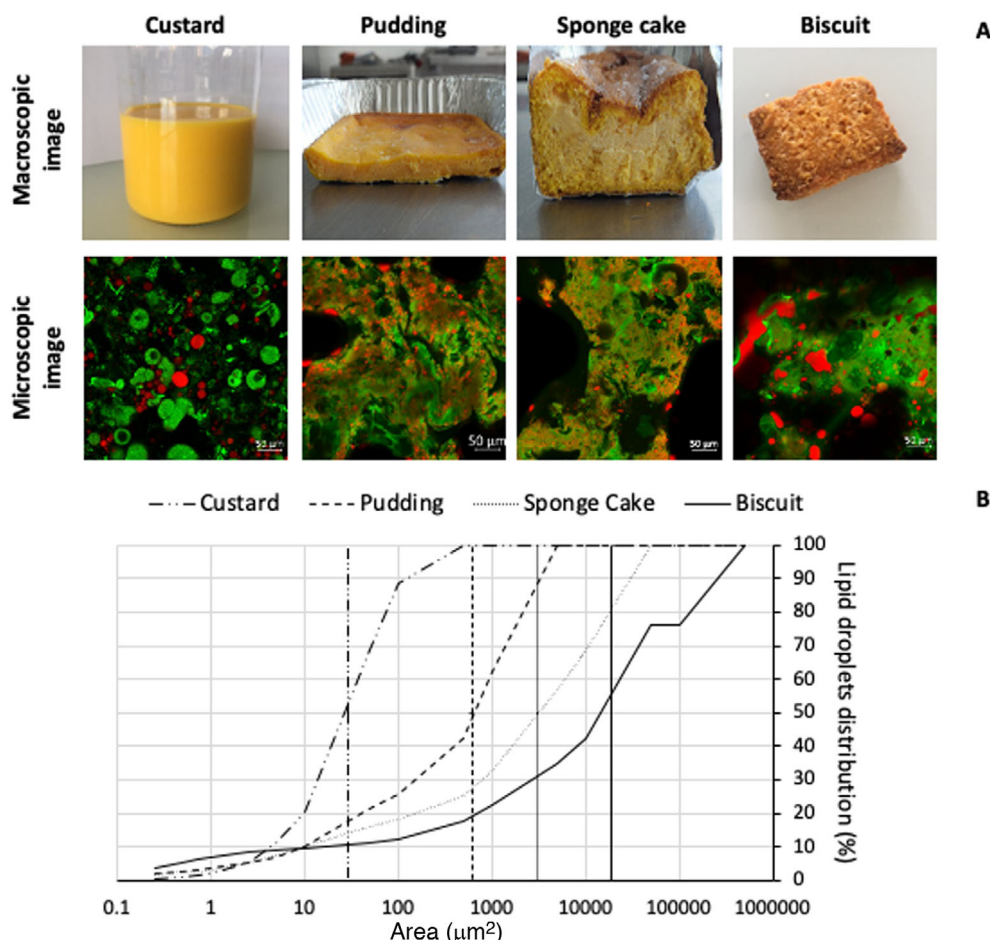 Custard Pudding Sponge cake Biscuit
A
Macroscopic
image
Microscopic
image
50 μm 50 μm 50 μm 50 μm
B
Custard Pudding Sponge Cake Biscuit
100
90
80
70
60
50
40
30
20
10
0
Lipid droplets distribution (%)
0.1 1 10 100 1000 10000 100000 1000000
Area (μm²)